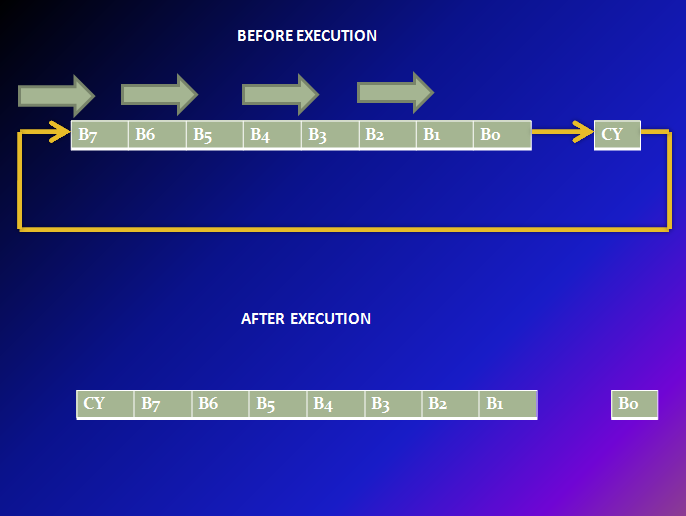 BEFORE EXECUTION
B7 B6 B5 B4 B3 B2 B1 B0 CY
AFTER EXECUTION
CY B7 B6 B5 B4 B3 B2 B1 B0